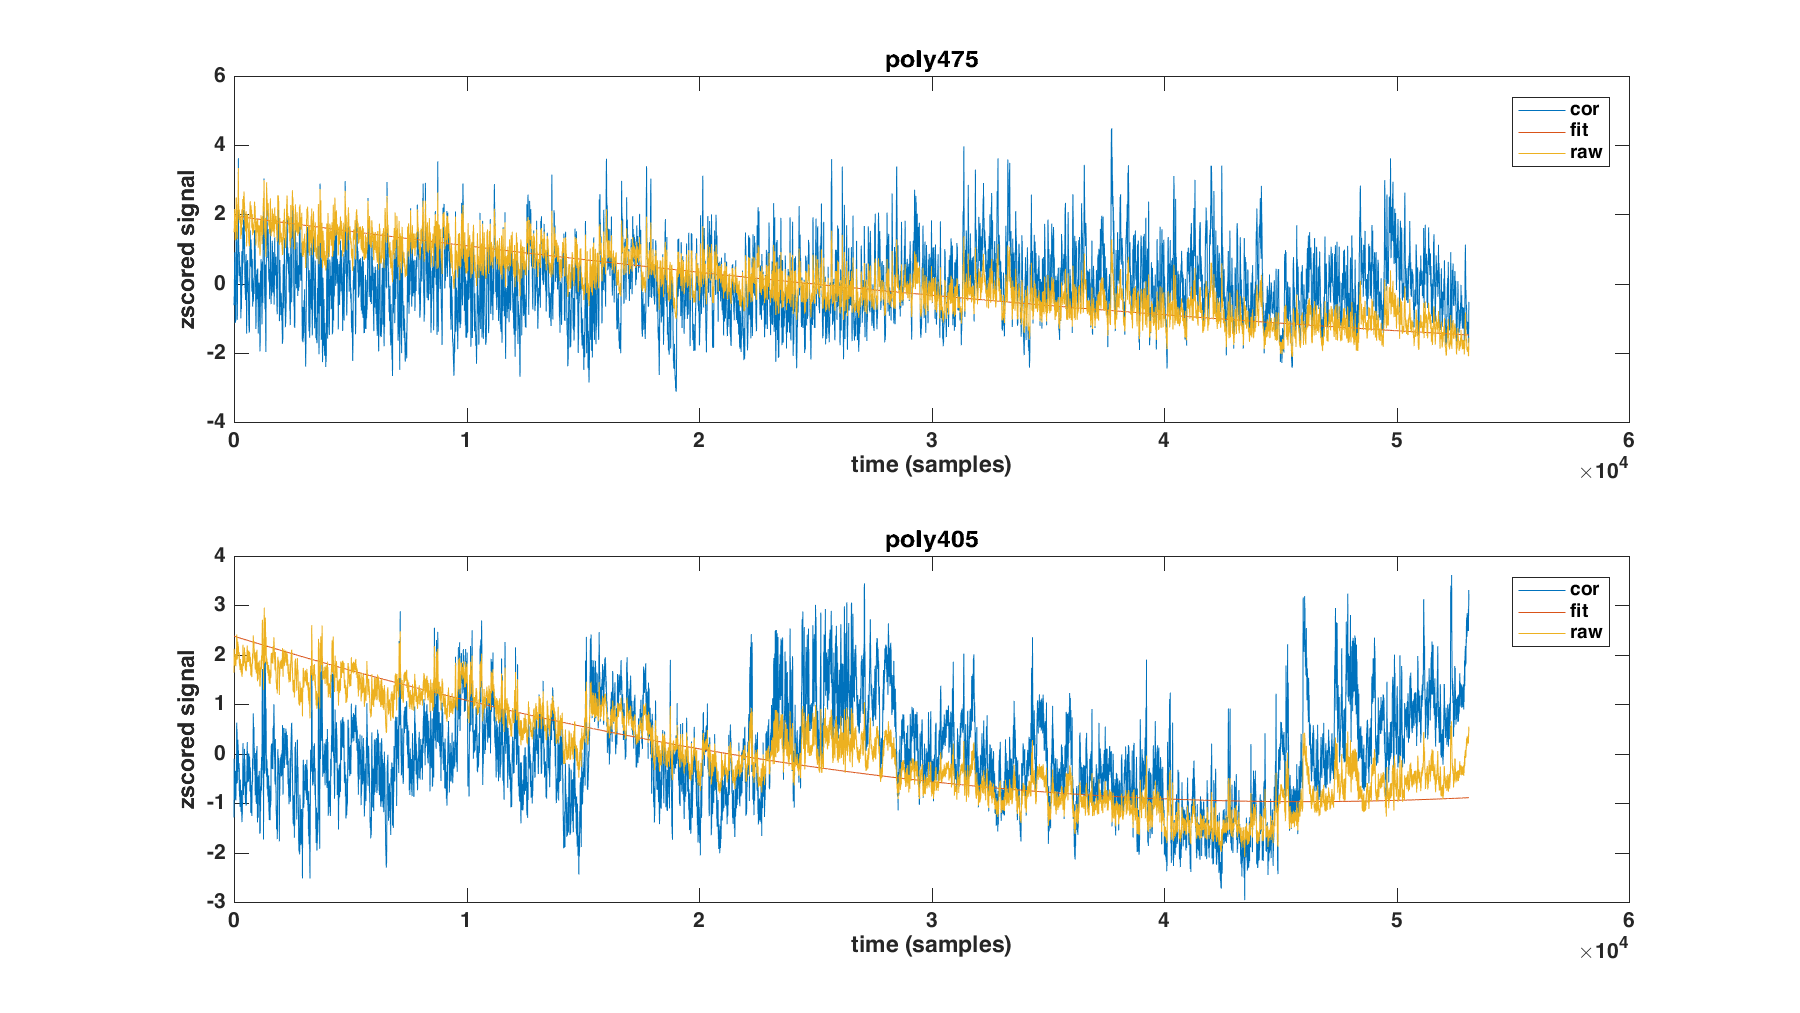 poly475
6
4
2
0
-2
-4
zscored signal
cor
fit
raw
0 1 2 3 4 5 6
time (samples)
×10^4
poly405
4
3
2
1
0
-1
-2
-3
zscored signal
cor
fit
raw
0 1 2 3 4 5 6
time (samples)
×10^4